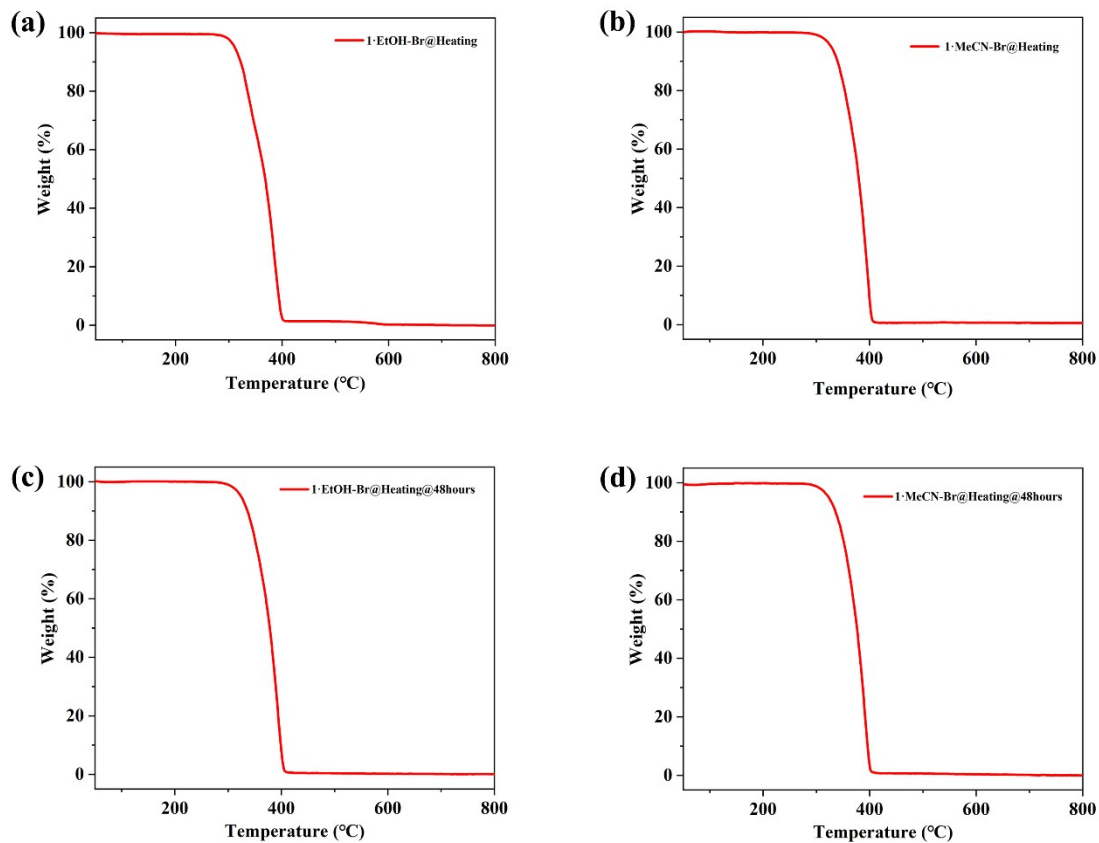 (a)
1·EtOH-Br@Heating
100
80
60
40
20
0
Weight (%)
200 400 600 800
Temperature (℃)
(b)
1·MeCN-Br@Heating
100
80
60
40
20
0
Weight (%)
200 400 600 800
Temperature (℃)
(c)
1·EtOH-Br@Heating@48hours
100
80
60
40
20
0
Weight (%)
200 400 600 800
Temperature (℃)
(d)
1·MeCN-Br@Heating@48hours
100
80
60
40
20
0
Weight (%)
200 400 600 800
Temperature (℃)